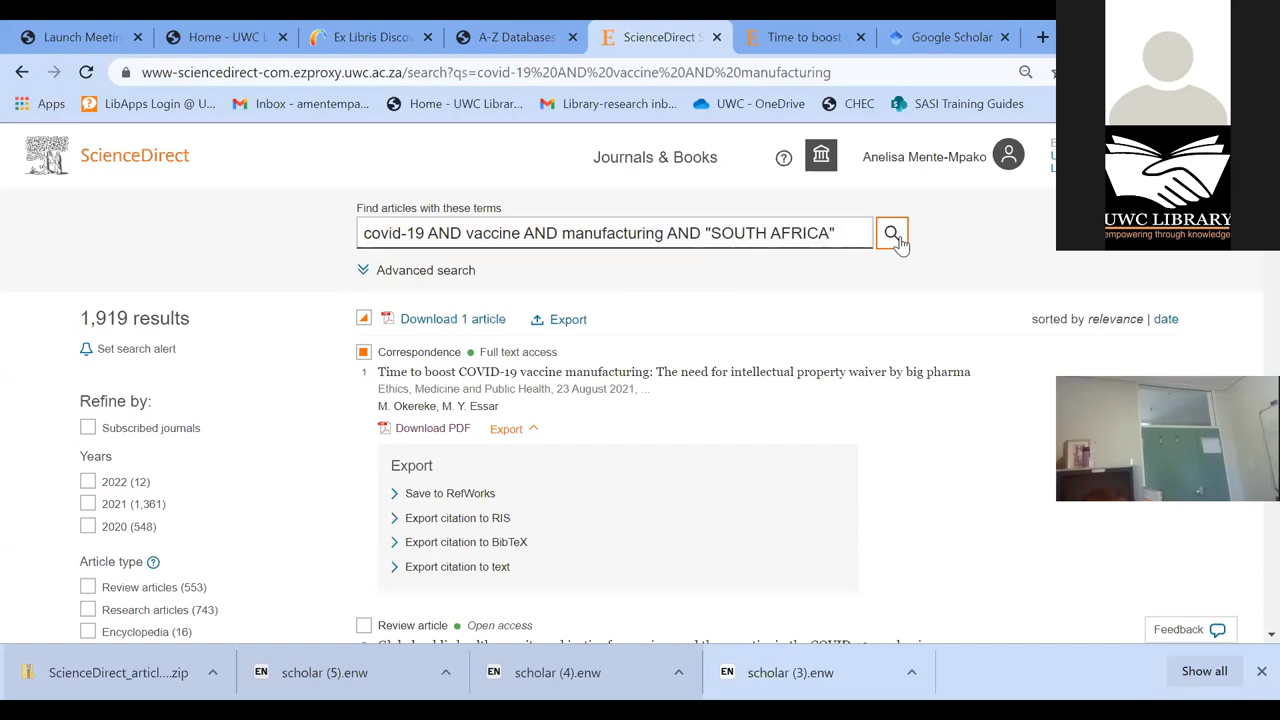 Launch Meetin
Home - UWC L
Ex Libris Disco
A-Z Databases
ScienceDirect S
Time to boost
Google Scholar
www-sciencedirect-com.ezproxy.uwc.ac.za/search?qs=covid-19%20AND%20vaccine%20AND%20manufacturing
Apps
LibApps Login @ U...
Inbox - amentempa...
Home - UWC Librar...
Library-research inb...
UWC - OneDrive
CHEC
SASI Training Guides
ScienceDirect
Journals & Books
Anelisa Mente-Mpako
UWC LIBRARY
empowering through knowledge
Find articles with these terms
covid-19 AND vaccine AND manufacturing AND "SOUTH AFRICA"
Advanced search
1,919 results
Set search alert
Download 1 article
Export
sorted by relevance | date
Refine by:
Subscribed journals
Years
2022 (12)
2021 (1,361)
2020 (548)
Article type
Review articles (553)
Research articles (743)
Encyclopedia (16)
Correspondence
Full text access
1 Time to boost COVID-19 vaccine manufacturing: The need for intellectual property waiver by big pharma
Ethics, Medicine and Public Health, 23 August 2021, ...
M. Okereke, M. Y. Essar
Download PDF
Export
Export
Save to RefWorks
Export citation to RIS
Export citation to BibTeX
Export citation to text
Review article
Open access
Feedback
ScienceDirect_articl....zip
EN scholar (5).enw
EN scholar (4).enw
EN scholar (3).enw
Show all